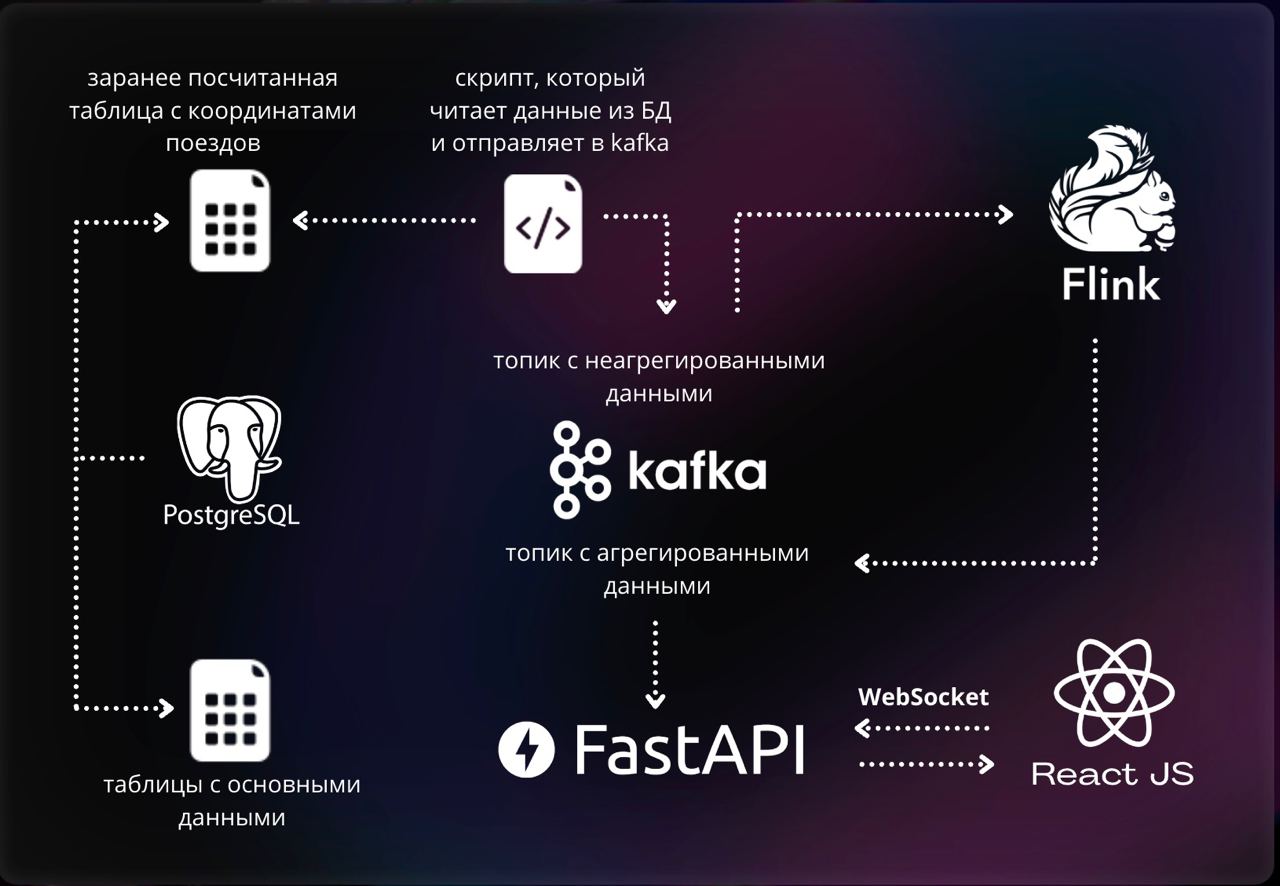 заранее посчитанная
таблица с координатами
поездов
скрипт, который
читает данные из БД
и отправляет в kafka
Flink
топик с неагрегированными
данными
kafka
PostgreSQL
топик с агрегированными
данными
WebSocket
FastAPI
React JS
таблицы с основными
данными